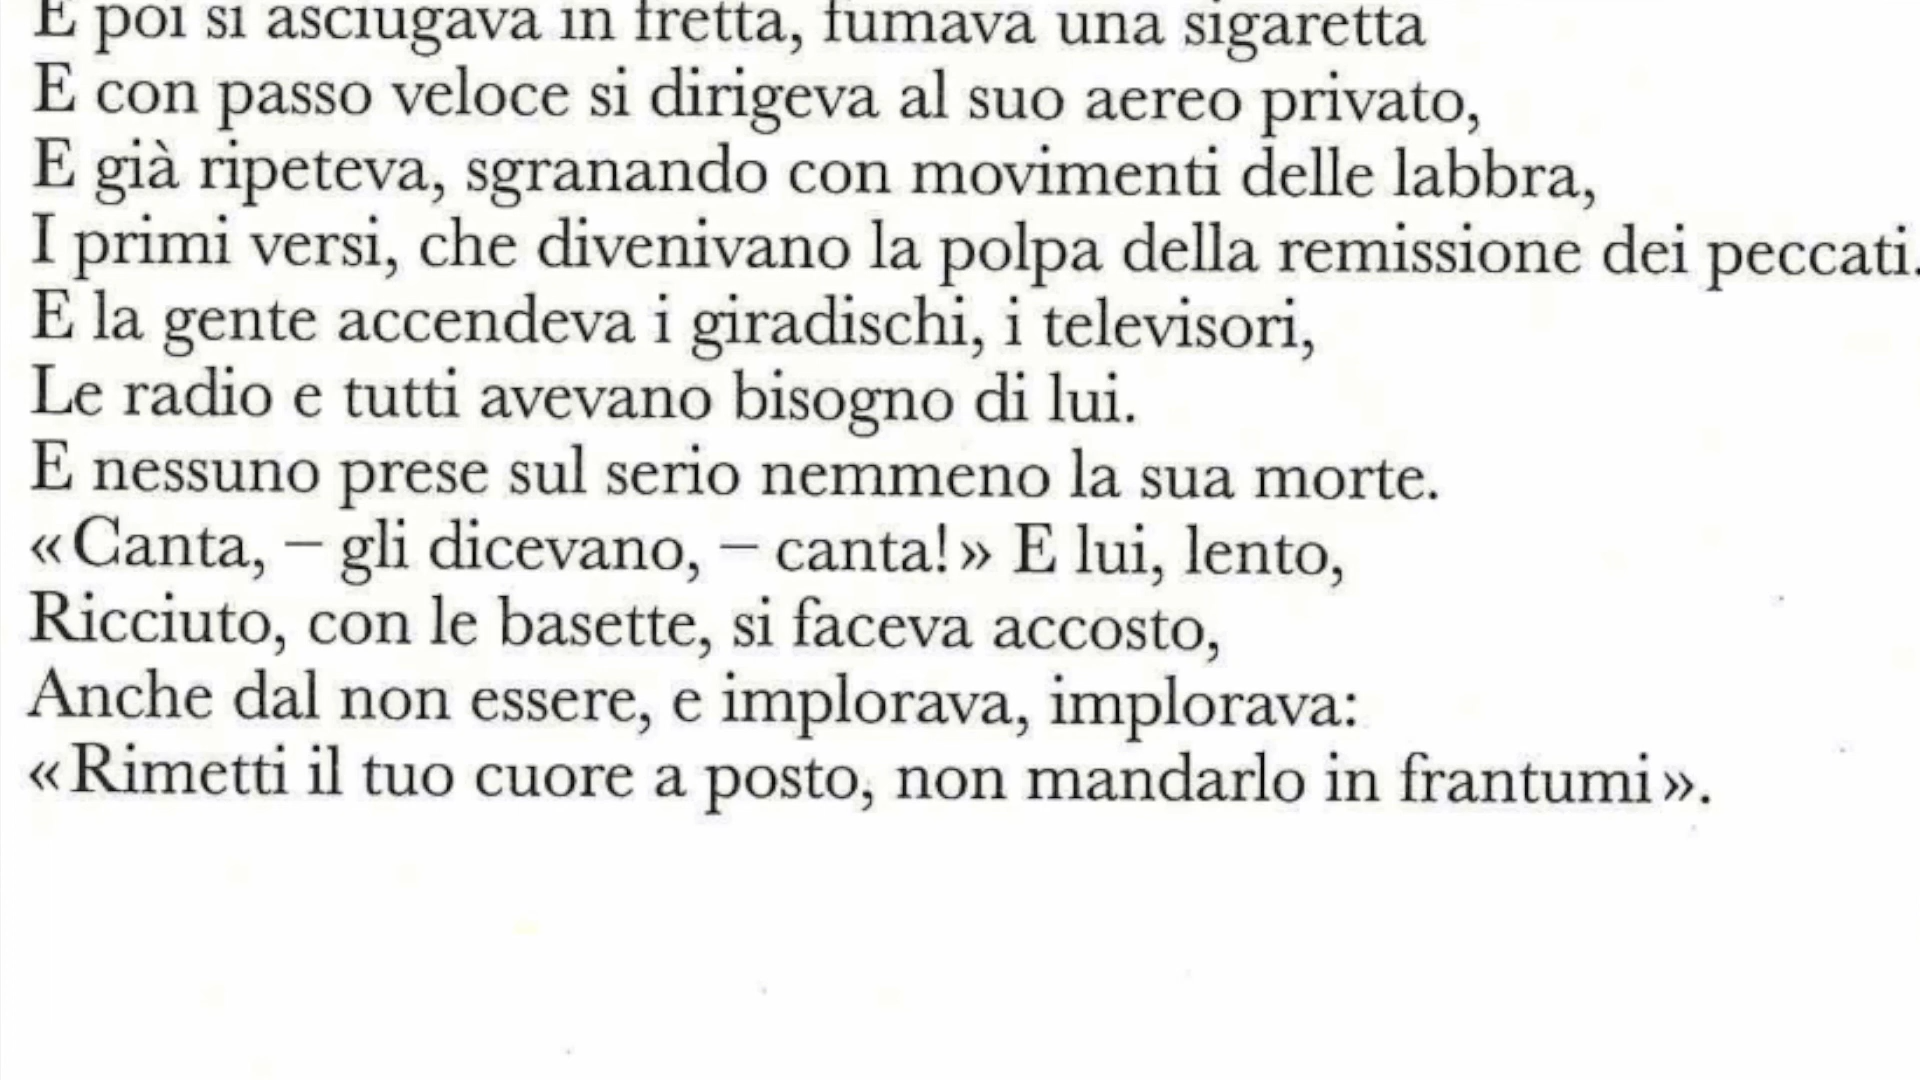 E poi si asciugava in fretta, fumava una sigaretta
E con passo veloce si dirigeva al suo aereo privato,
E già ripeteva, sgranando con movimenti delle labbra,
I primi versi, che divenivano la polpa della remissione dei peccati.
E la gente accendeva i giradischi, i televisori,
Le radio e tutti avevano bisogno di lui.
E nessuno prese sul serio nemmeno la sua morte.
«Canta, – gli dicevano, – canta!» E lui, lento,
Ricciuto, con le basette, si faceva accosto,
Anche dal non essere, e implorava, implorava:
«Rimetti il tuo cuore a posto, non mandarlo in frantumi».